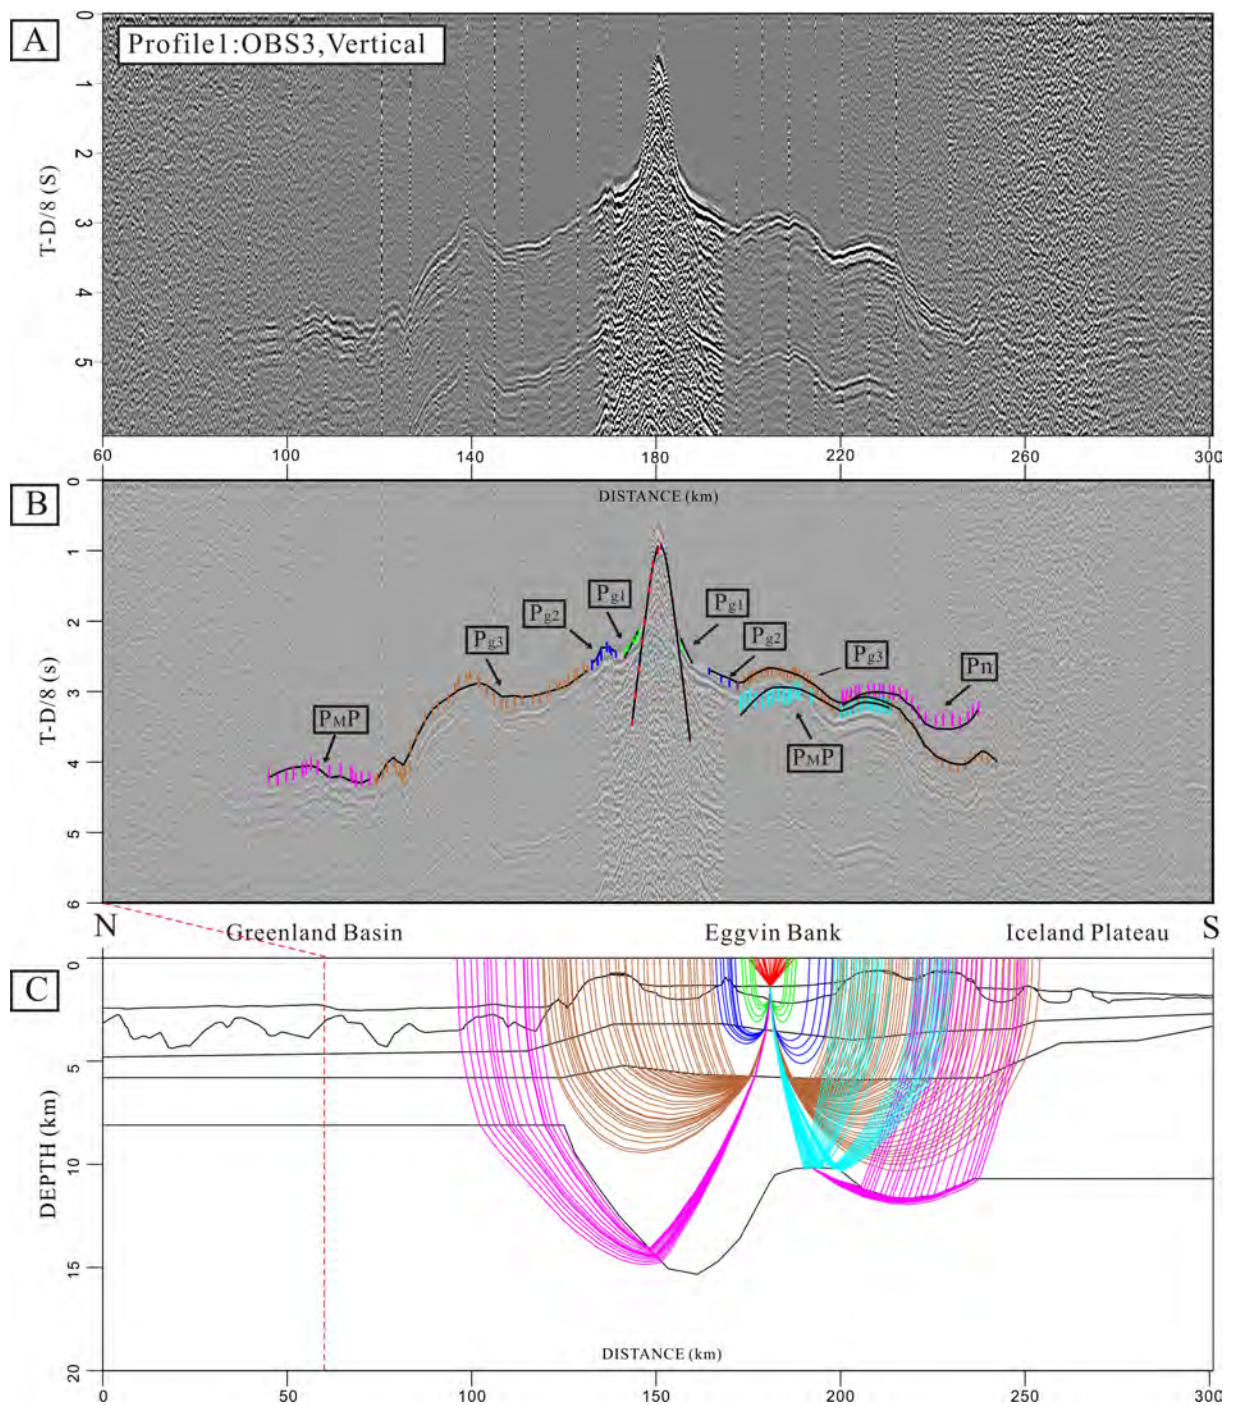 A
Profile1:OBS3,Vertical
0
1
2
3
4
5
T-D/8 (S)
60 100 140 180 220 260 300
B
DISTANCE (km)
0
1
2
3
4
5
6
T-D/8 (s)
Pg1
Pg2
Pg3
PMP
Pg1
Pg2
Pg3
Pn
PMP
N Greenland Basin Eggvin Bank Iceland Plateau S
C
0
5
10
15
20
DEPTH (km)
DISTANCE (km)
0 50 100 150 200 250 300